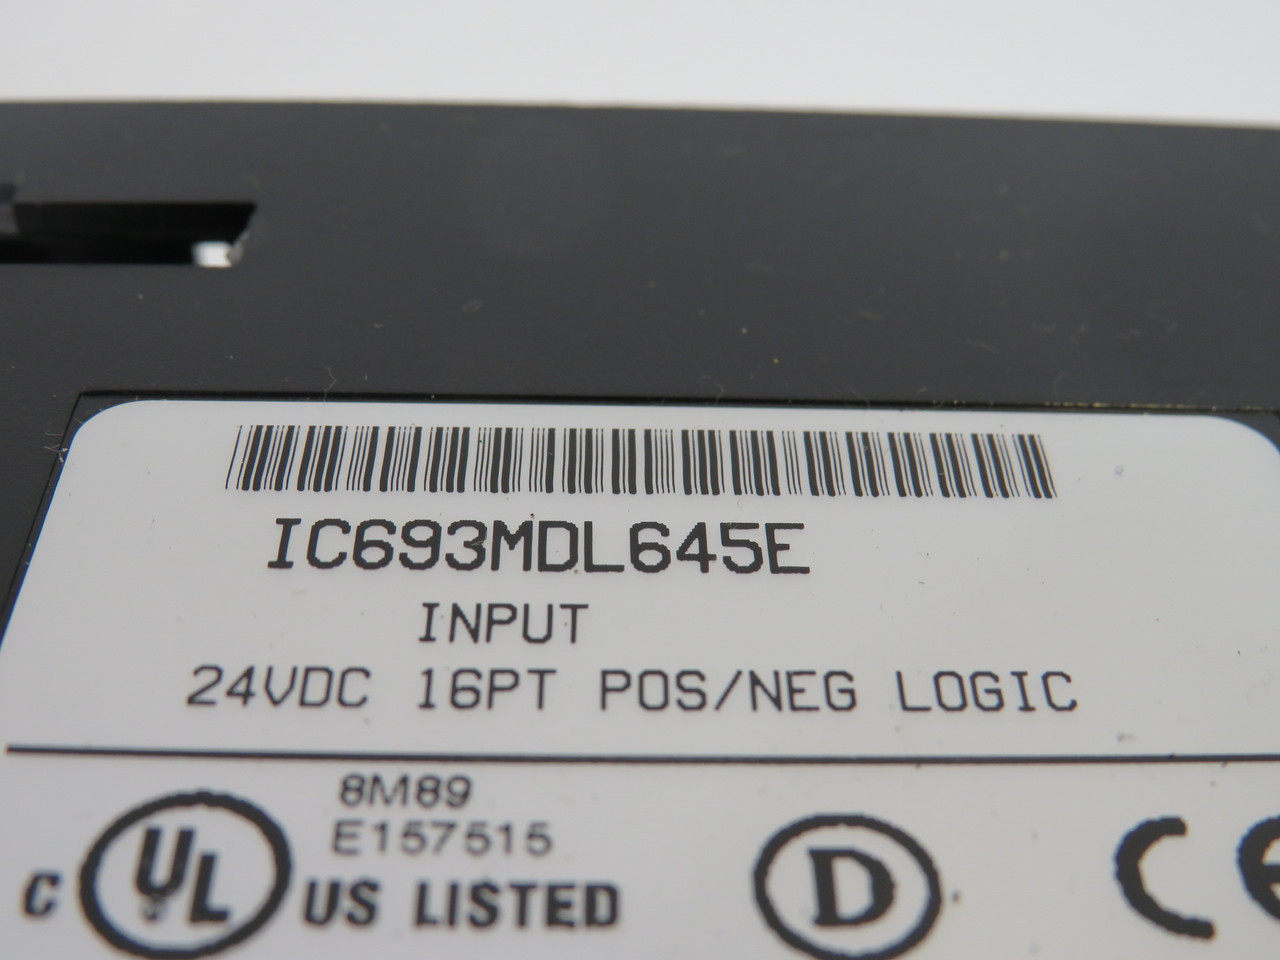 IC693MDL645E
INPUT
24VDC 16PT POS/NEG LOGIC
8M89
E157515
C UL US LISTED
D
CE